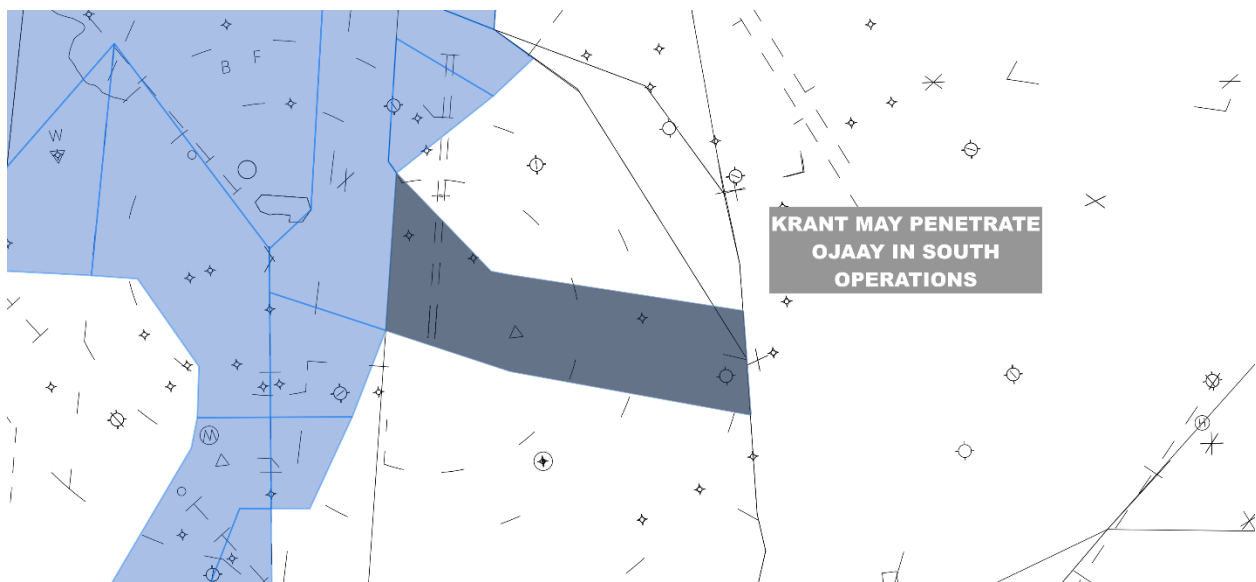 B F
W
KRANT MAY PENETRATE
OJAAY IN SOUTH
OPERATIONS
H
M